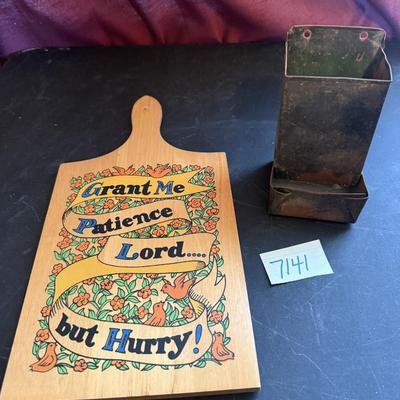 Grant Me
Patience
Lord....
but Hurry!
7141